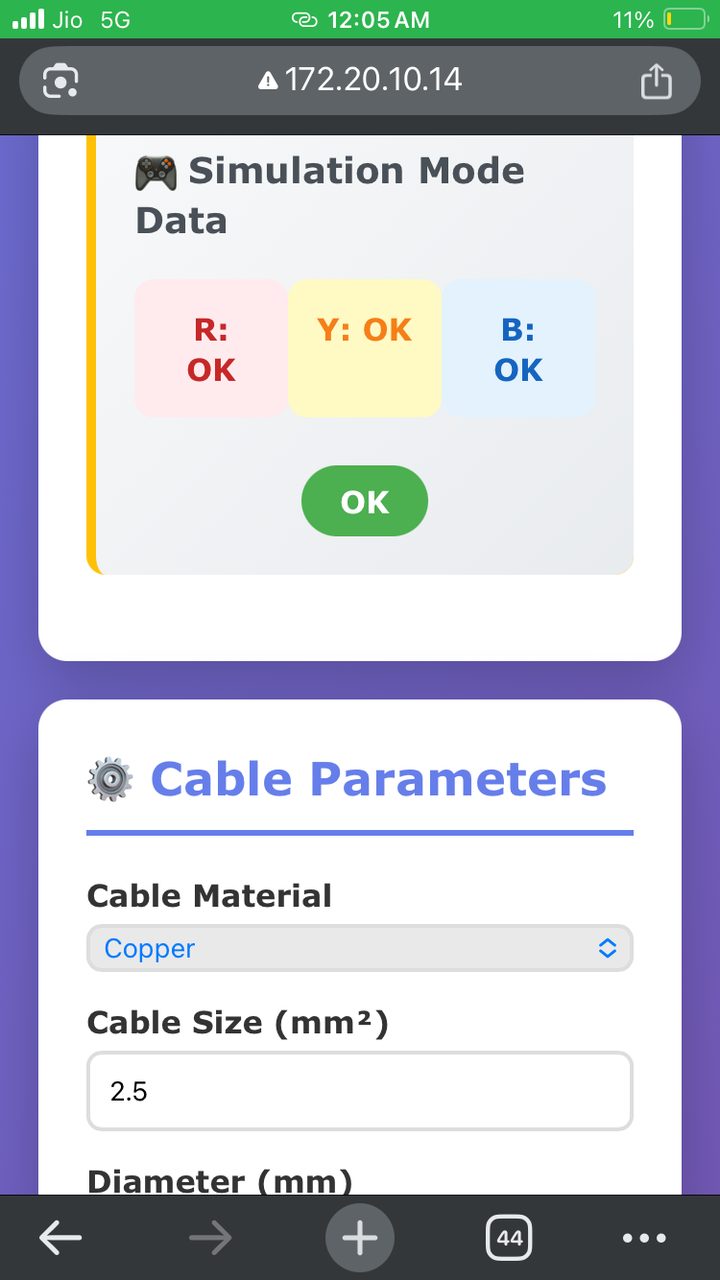 Jio 5G 12:05 AM 11%
172.20.10.14
Simulation Mode
Data
R:
OK
Y: OK
B:
OK
OK
Cable Parameters
Cable Material
Copper
Cable Size (mm²)
2.5
Diameter (mm)
44